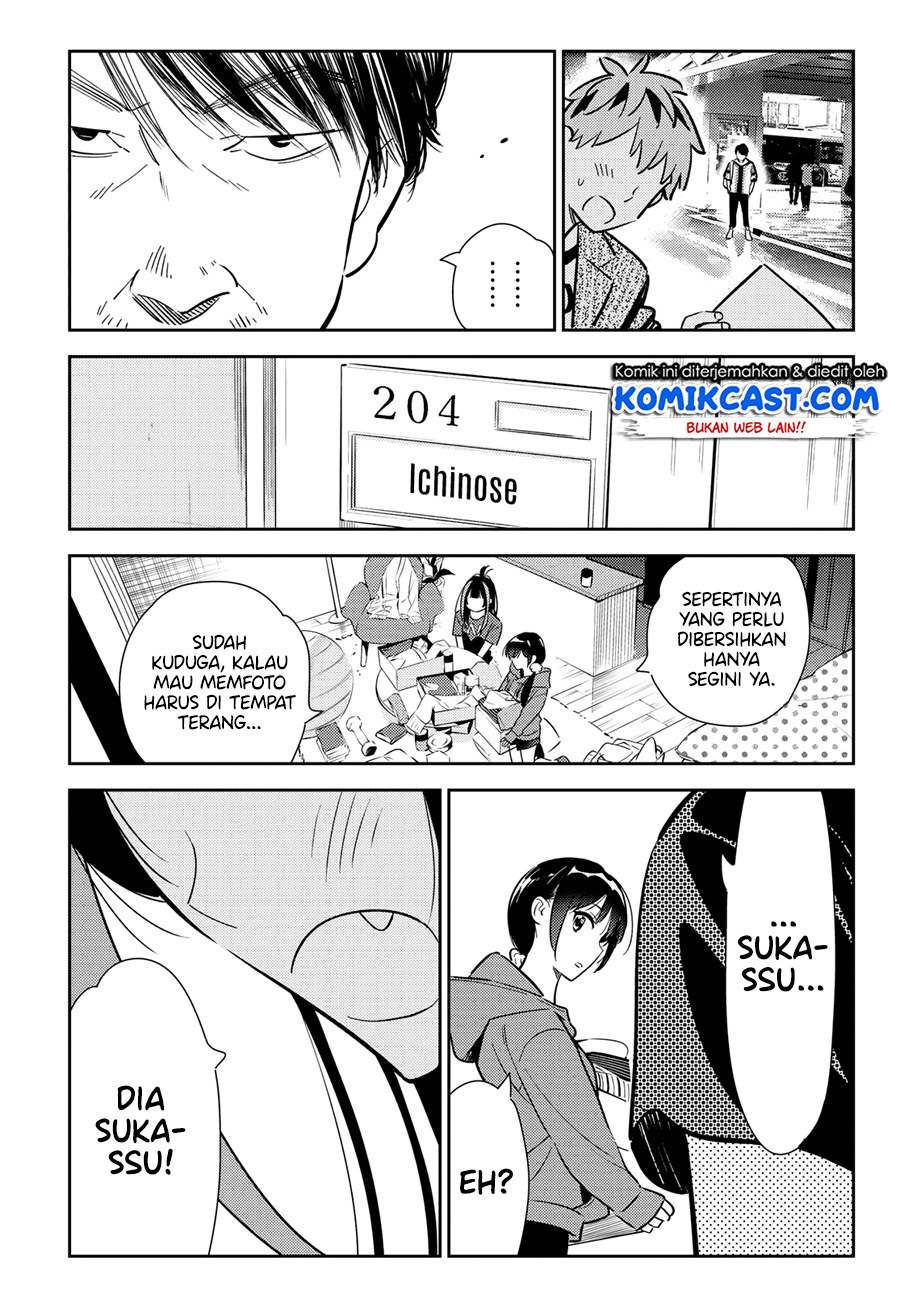 ......
Komik ini diterjemahkan & diedit oleh
KOMIKCAST.COM
BUKAN WEB LAIN!!
204
Ichinose
SEPERTINYA
YANG PERLU
DIBERSIHKAN
HANYA
SEGINI YA.
SUDAH
KUDUGA, KALAU
MAU MEMFOTO
HARUS DI TEMPAT
TERANG...
...
SUKA-
SSU...
EH?
DIA
SUKA-
SSU!